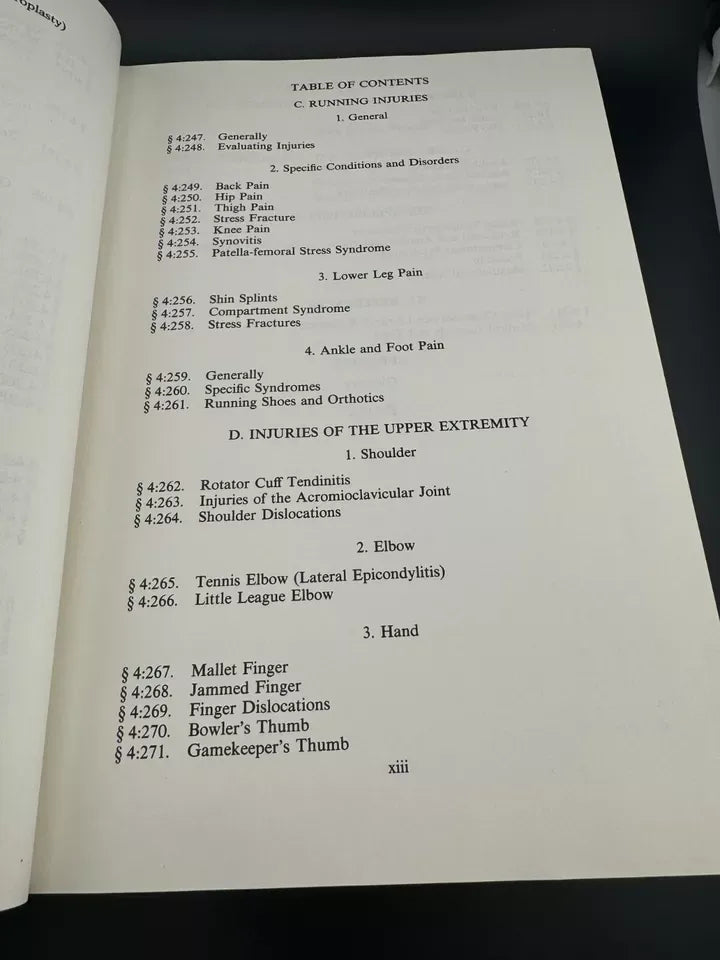 TABLE OF CONTENTS
C. RUNNING INJURIES
1. General
§ 4:247. Generally
§ 4:248. Evaluating Injuries
2. Specific Conditions and Disorders
§ 4:249. Back Pain
§ 4:250. Hip Pain
§ 4:251. Thigh Pain
§ 4:252. Stress Fracture
§ 4:253. Knee Pain
§ 4:254. Synovitis
§ 4:255. Patella-femoral Stress Syndrome
3. Lower Leg Pain
§ 4:256. Shin Splints
§ 4:257. Compartment Syndrome
§ 4:258. Stress Fractures
4. Ankle and Foot Pain
§ 4:259. Generally
§ 4:260. Specific Syndromes
§ 4:261. Running Shoes and Orthotics
D. INJURIES OF THE UPPER EXTREMITY
1. Shoulder
§ 4:262. Rotator Cuff Tendinitis
§ 4:263. Injuries of the Acromioclavicular Joint
§ 4:264. Shoulder Dislocations
2. Elbow
§ 4:265. Tennis Elbow (Lateral Epicondylitis)
§ 4:266. Little League Elbow
3. Hand
§ 4:267. Mallet Finger
§ 4:268. Jammed Finger
§ 4:269. Finger Dislocations
§ 4:270. Bowler's Thumb
§ 4:271. Gamekeeper's Thumb
xiii